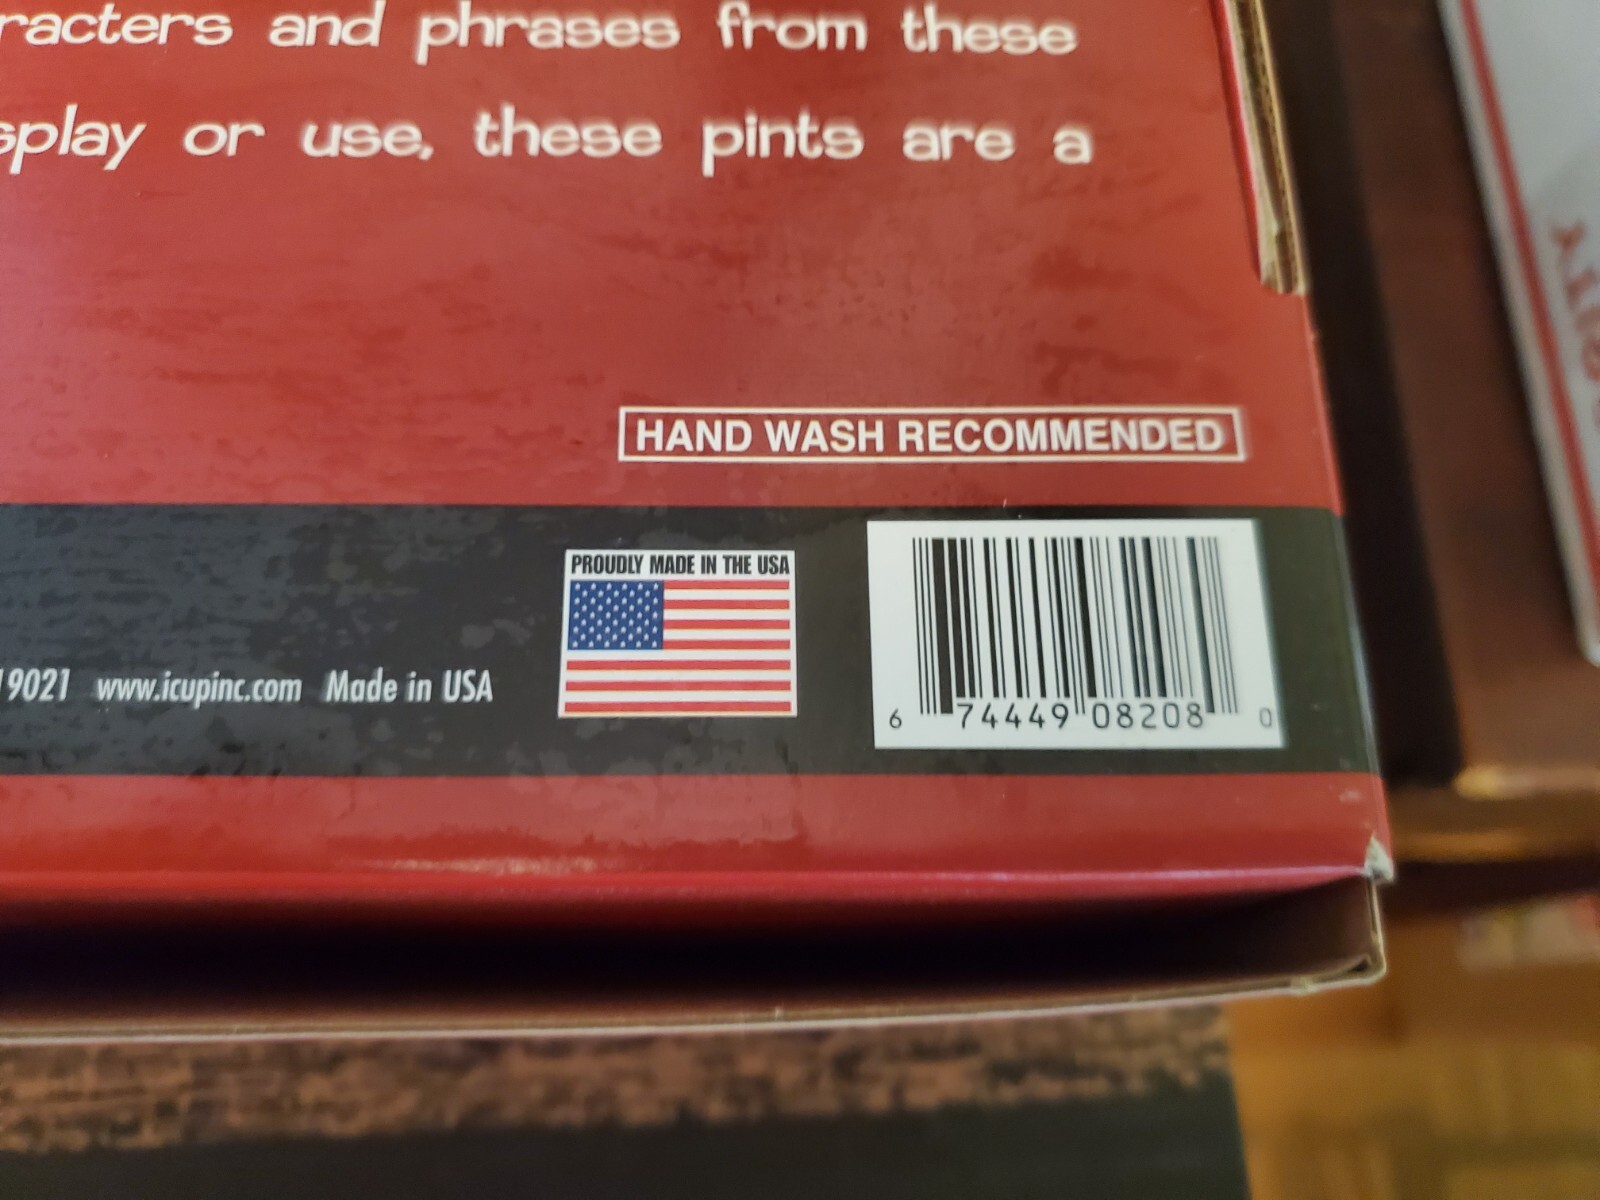 racters and phrases from these
splay or use, these pints are a
HAND WASH RECOMMENDED
PROUDLY MADE IN THE USA
19021 www.icupinc.com Made in USA
6 74449 08208 0